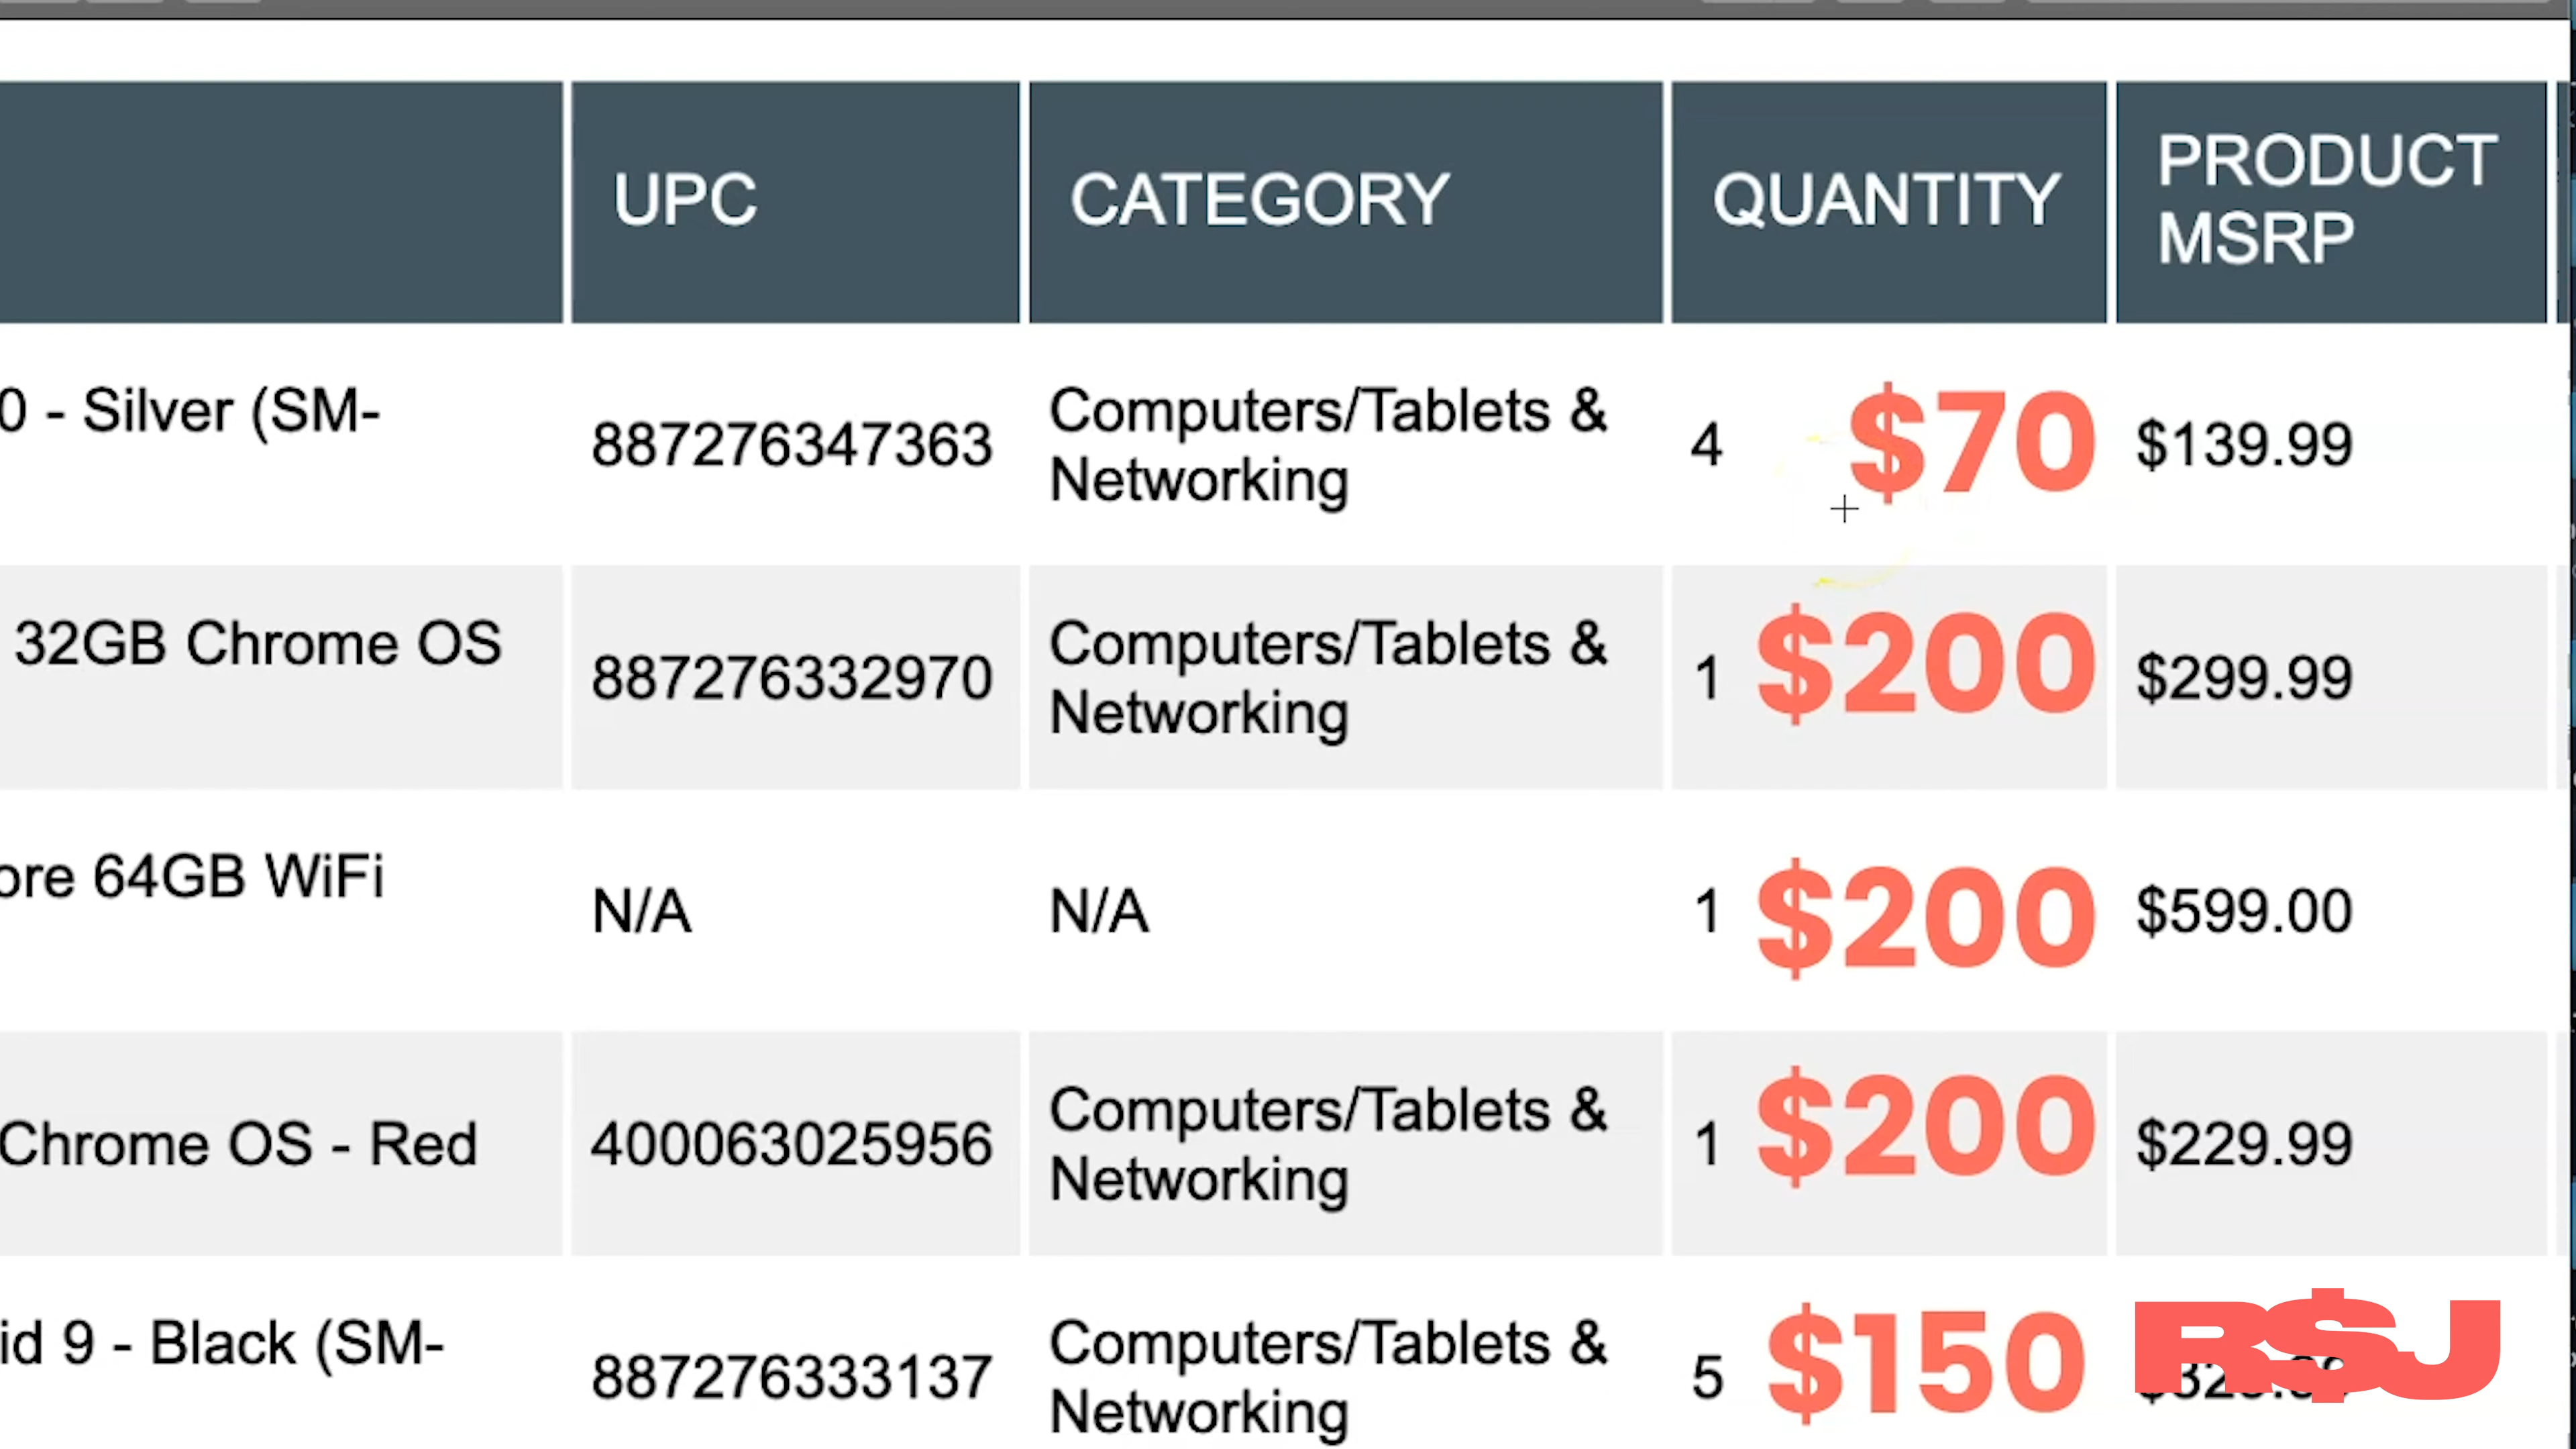 UPC
CATEGORY
QUANTITY
PRODUCT
MSRP
0 - Silver (SM-
887276347363
Computers/Tablets &
Networking
4
$70
$139.99
32GB Chrome OS
887276332970
Computers/Tablets &
Networking
1
$200
$299.99
ore 64GB WiFi
N/A
N/A
1
$200
$599.00
Chrome OS - Red
400063025956
Computers/Tablets &
Networking
1
$200
$229.99
id 9 - Black (SM-
887276333137
Computers/Tablets &
Networking
5
$150
R$J